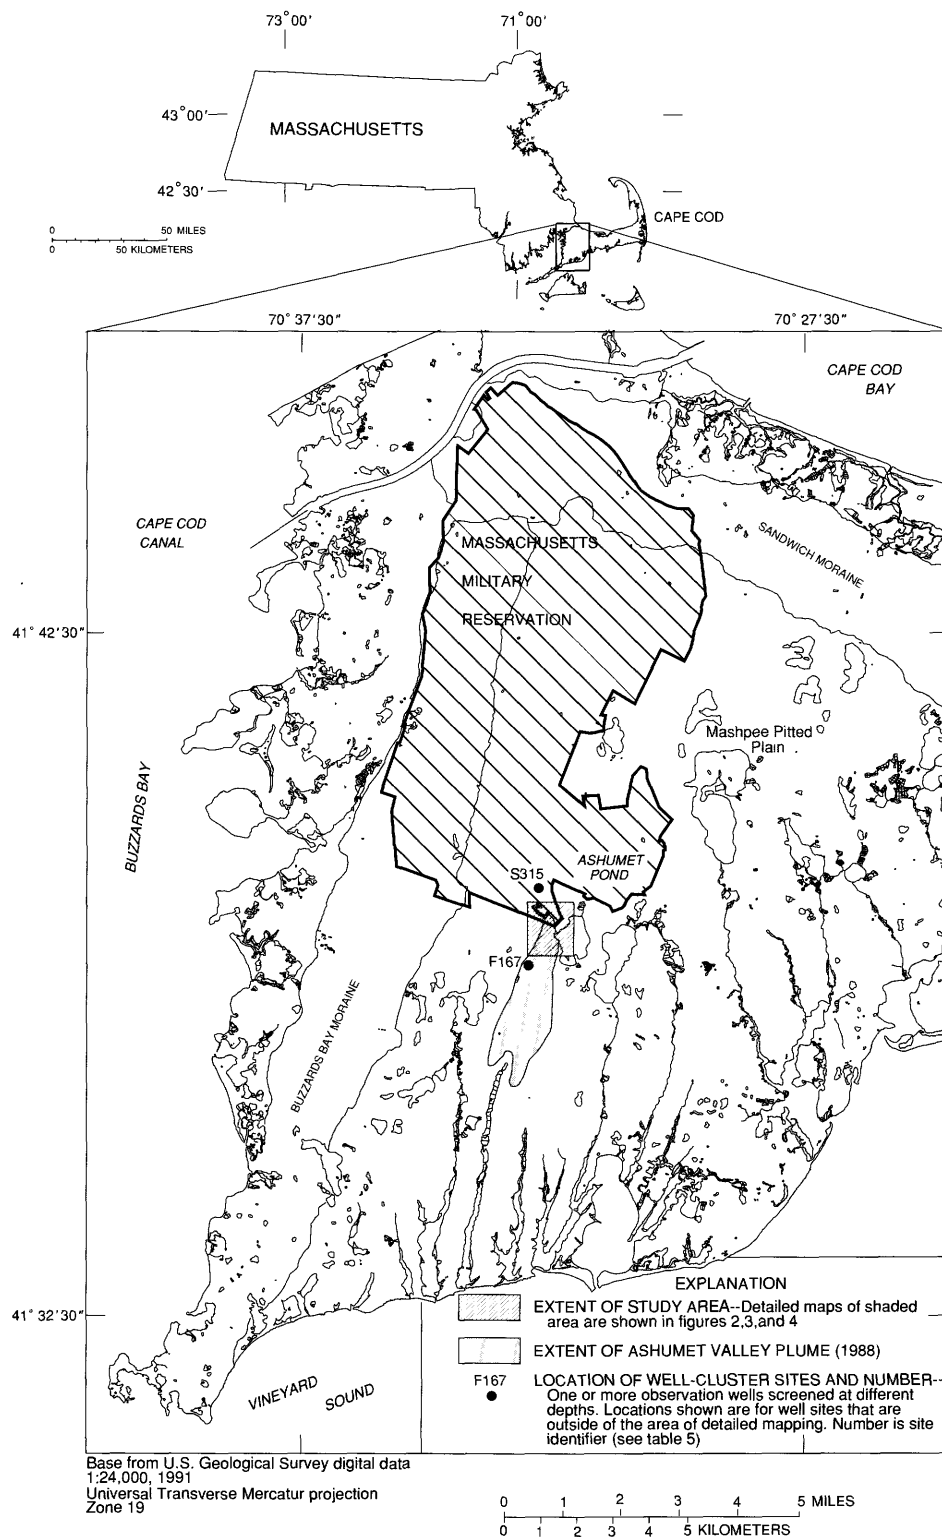 73°00' 71°00'
43°00'
MASSACHUSETTS
42°30'
CAPE COD
0 50 MILES
0 50 KILOMETERS
70°37'30" 70°27'30"
CAPE COD
BAY
CAPE COD
CANAL
SANDWICH MORAINE
MASSACHUSETTS
MILITARY
RESERVATION
41°42'30"
Mashpee Pitted
Plain
BUZZARDS BAY
ASHUMET
POND
S315
F167
BUZZARDS BAY MORAINE
41°32'30"
VINEYARD
SOUND
EXPLANATION
EXTENT OF STUDY AREA--Detailed maps of shaded
area are shown in figures 2,3,and 4
EXTENT OF ASHUMET VALLEY PLUME (1988)
F167 LOCATION OF WELL-CLUSTER SITES AND NUMBER--
One or more observation wells screened at different
depths. Locations shown are for well sites that are
outside of the area of detailed mapping. Number is site
identifier (see table 5)
Base from U.S. Geological Survey digital data
1:24,000, 1991
Universal Transverse Mercatur projection
Zone 19
0 1 2 3 4 5 MILES
0 1 2 3 4 5 KILOMETERS